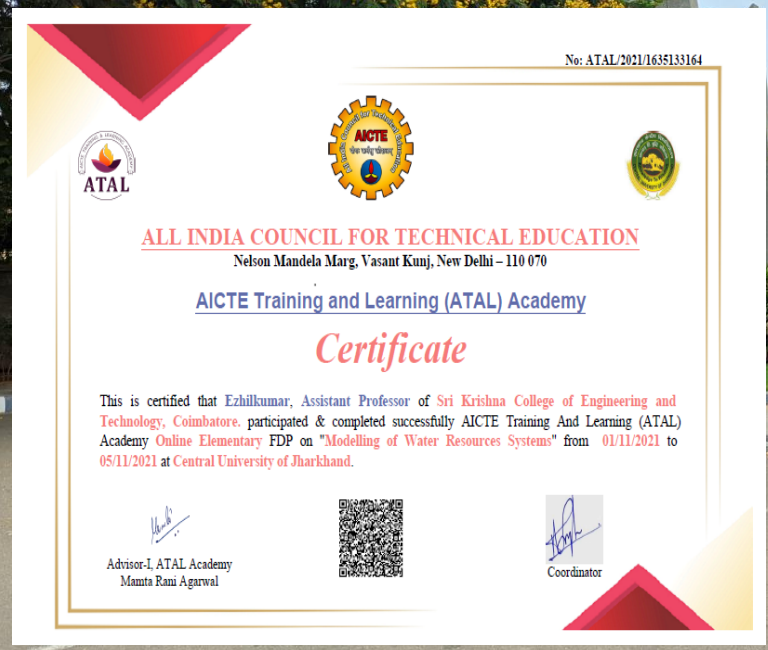 No: ATAL/2021/1635133164
AICTE
ATAL
ALL INDIA COUNCIL FOR TECHNICAL EDUCATION
Nelson Mandela Marg, Vasant Kunj, New Delhi – 110 070
AICTE Training and Learning (ATAL) Academy
Certificate
This is certified that Ezhilkumar, Assistant Professor of Sri Krishna College of Engineering and
Technology, Coimbatore. participated & completed successfully AICTE Training And Learning (ATAL)
Academy Online Elementary FDP on "Modelling of Water Resources Systems" from 01/11/2021 to
05/11/2021 at Central University of Jharkhand.
Advisor-I, ATAL Academy
Mamta Rani Agarwal
Coordinator